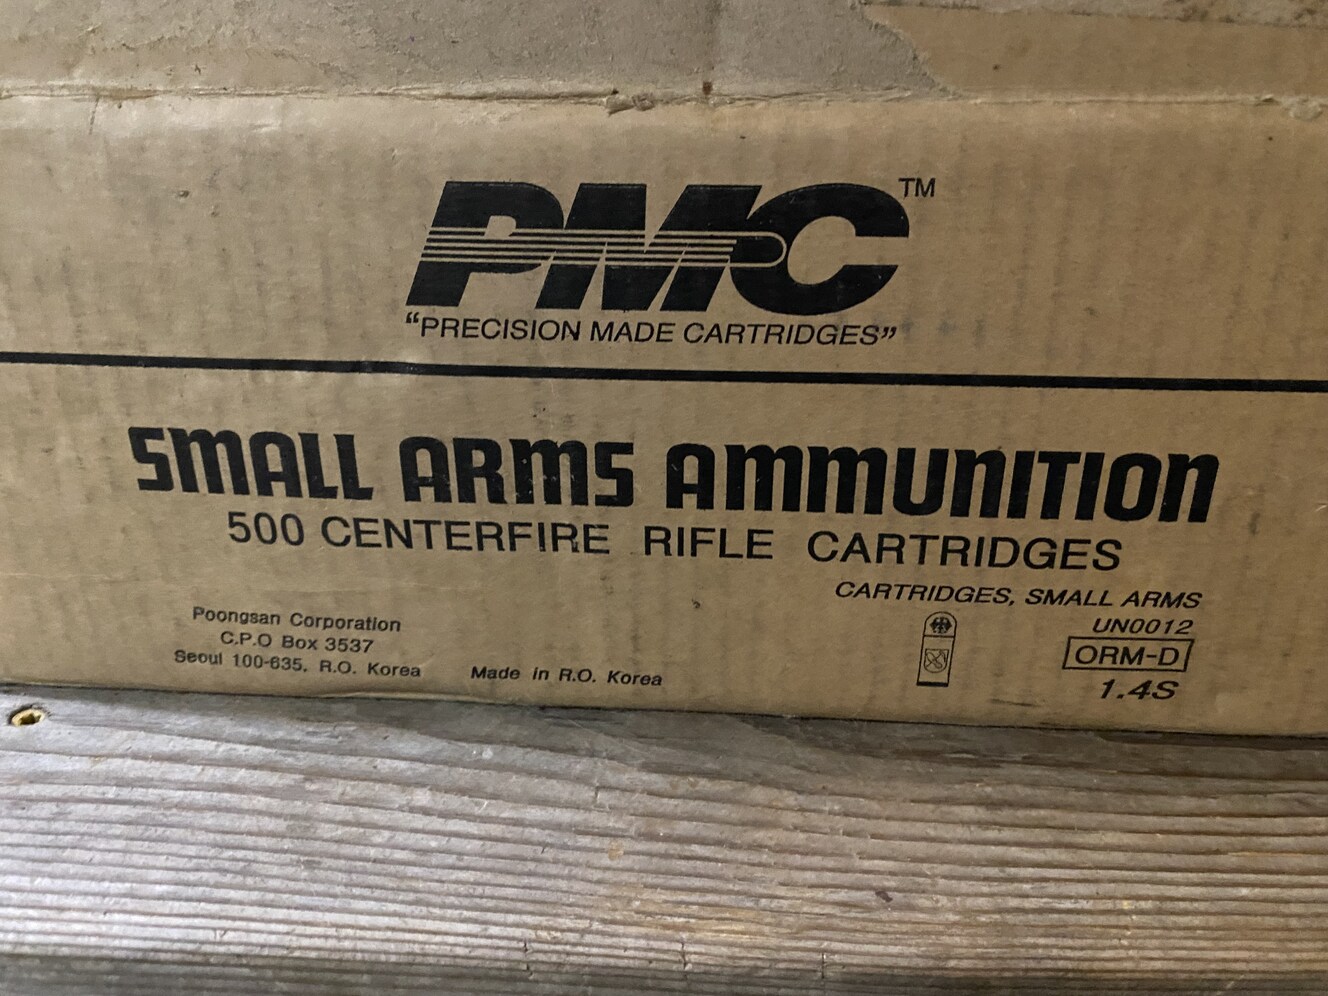 PMC™
“PRECISION MADE CARTRIDGES”
SMALL ARMS AMMUNITION
500 CENTERFIRE RIFLE CARTRIDGES
CARTRIDGES, SMALL ARMS
UN0012
ORM-D
1.4S
Poongsan Corporation
C.P.O Box 3537
Seoul 100-635, R.O. Korea
Made in R.O. Korea